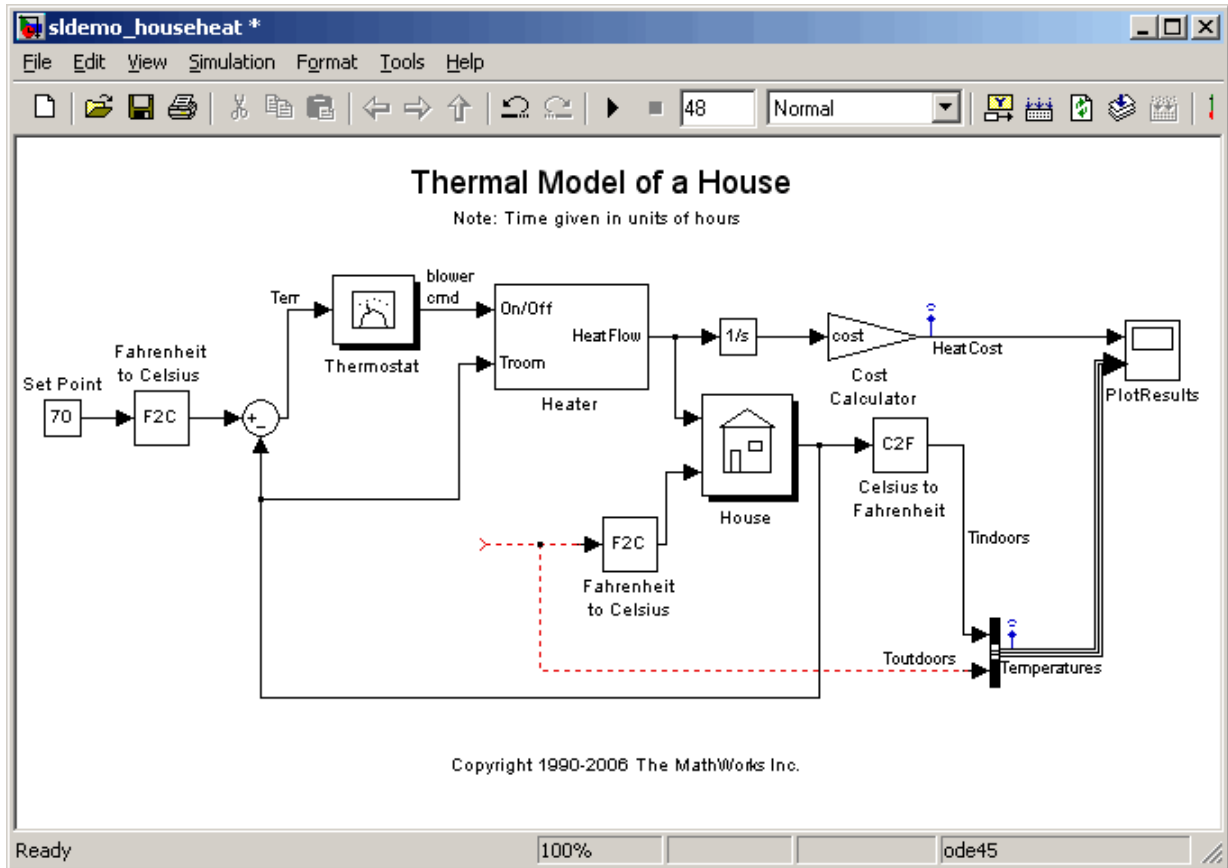 sldemo_househeat *
File Edit View Simulation Format Tools Help
48 Normal
Thermal Model of a House
Note: Time given in units of hours
Terr
blower
cmd
On/Off
HeatFlow
Troom
Thermostat
Heater
1/s
cost
HeatCost
Cost
Calculator
PlotResults
Fahrenheit
to Celsius
Set Point
70
F2C
+
-
House
C2F
Celsius to
Fahrenheit
F2C
Fahrenheit
to Celsius
Tindoors
Toutdoors
Temperatures
Copyright 1990-2006 The MathWorks Inc.
Ready 100% ode45